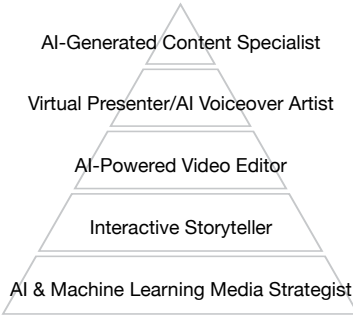 AI-Generated Content Specialist
Virtual Presenter/AI Voiceover Artist
AI-Powered Video Editor
Interactive Storyteller
AI & Machine Learning Media Strategist